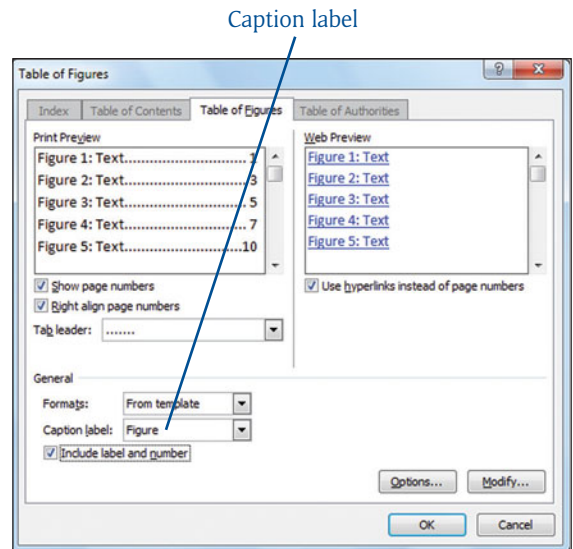 Caption label
Table of Figures
Index Table of Contents Table of Figures Table of Authorities
Print Preview
Figure 1: Text.............................. 1
Figure 2: Text.............................. 3
Figure 3: Text.............................. 5
Figure 4: Text.............................. 7
Figure 5: Text.............................10
Show page numbers
Right align page numbers
Tab leader: .......
Web Preview
Figure 1: Text
Figure 2: Text
Figure 3: Text
Figure 4: Text
Figure 5: Text
Use hyperlinks instead of page numbers
General
Formats: From template
Caption label: Figure
Include label and number
Options... Modify...
OK Cancel